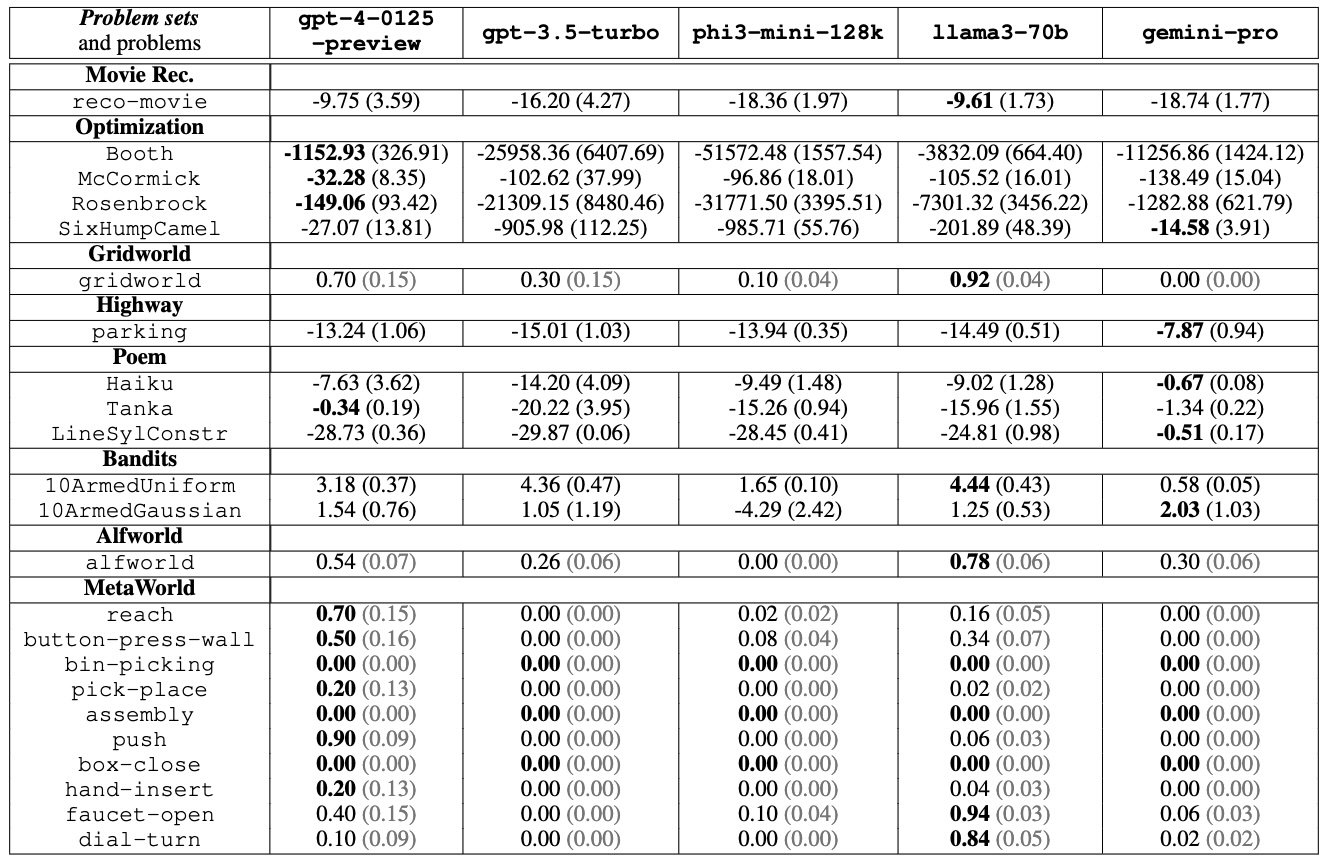 Problem sets and problems gpt-4-0125-preview gpt-3.5-turbo phi3-mini-128k llama3-70b gemini-pro
Movie Rec.
reco-movie -9.75 (3.59) -16.20 (4.27) -18.36 (1.97) -9.61 (1.73) -18.74 (1.77)
Optimization
Booth -1152.93 (326.91) -25958.36 (6407.69) -51572.48 (1557.54) -3832.09 (664.40) -11256.86 (1424.12)
McCormick -32.28 (8.35) -102.62 (37.99) -96.86 (18.01) -105.52 (16.01) -138.49 (15.04)
Rosenbrock -149.06 (93.42) -21309.15 (8480.46) -31771.50 (3395.51) -7301.32 (3456.22) -1282.88 (621.79)
SixHumpCamel -27.07 (13.81) -905.98 (112.25) -985.71 (55.76) -201.89 (48.39) -14.58 (3.91)
Gridworld
gridworld 0.70 (0.15) 0.30 (0.15) 0.10 (0.04) 0.92 (0.04) 0.00 (0.00)
Highway
parking -13.24 (1.06) -15.01 (1.03) -13.94 (0.35) -14.49 (0.51) -7.87 (0.94)
Poem
Haiku -7.63 (3.62) -14.20 (4.09) -9.49 (1.48) -9.02 (1.28) -0.67 (0.08)
Tanka -0.34 (0.19) -20.22 (3.95) -15.26 (0.94) -15.96 (1.55) -1.34 (0.22)
LineSylConstr -28.73 (0.36) -29.87 (0.06) -28.45 (0.41) -24.81 (0.98) -0.51 (0.17)
Bandits
10ArmedUniform 3.18 (0.37) 4.36 (0.47) 1.65 (0.10) 4.44 (0.43) 0.58 (0.05)
10ArmedGaussian 1.54 (0.76) 1.05 (1.19) -4.29 (2.42) 1.25 (0.53) 2.03 (1.03)
Alfworld
alfworld 0.54 (0.07) 0.26 (0.06) 0.00 (0.00) 0.78 (0.06) 0.30 (0.06)
MetaWorld
reach 0.70 (0.15) 0.00 (0.00) 0.02 (0.02) 0.16 (0.05) 0.00 (0.00)
button-press-wall 0.50 (0.16) 0.00 (0.00) 0.08 (0.04) 0.34 (0.07) 0.00 (0.00)
bin-picking 0.00 (0.00) 0.00 (0.00) 0.00 (0.00) 0.00 (0.00) 0.00 (0.00)
pick-place 0.20 (0.13) 0.00 (0.00) 0.00 (0.00) 0.02 (0.02) 0.00 (0.00)
assembly 0.00 (0.00) 0.00 (0.00) 0.00 (0.00) 0.00 (0.00) 0.00 (0.00)
push 0.90 (0.09) 0.00 (0.00) 0.00 (0.00) 0.06 (0.03) 0.00 (0.00)
box-close 0.00 (0.00) 0.00 (0.00) 0.00 (0.00) 0.00 (0.00) 0.00 (0.00)
hand-insert 0.20 (0.13) 0.00 (0.00) 0.00 (0.00) 0.04 (0.03) 0.00 (0.00)
faucet-open 0.40 (0.15) 0.00 (0.00) 0.10 (0.04) 0.94 (0.03) 0.06 (0.03)
dial-turn 0.10 (0.09) 0.00 (0.00) 0.00 (0.00) 0.84 (0.05) 0.02 (0.02)